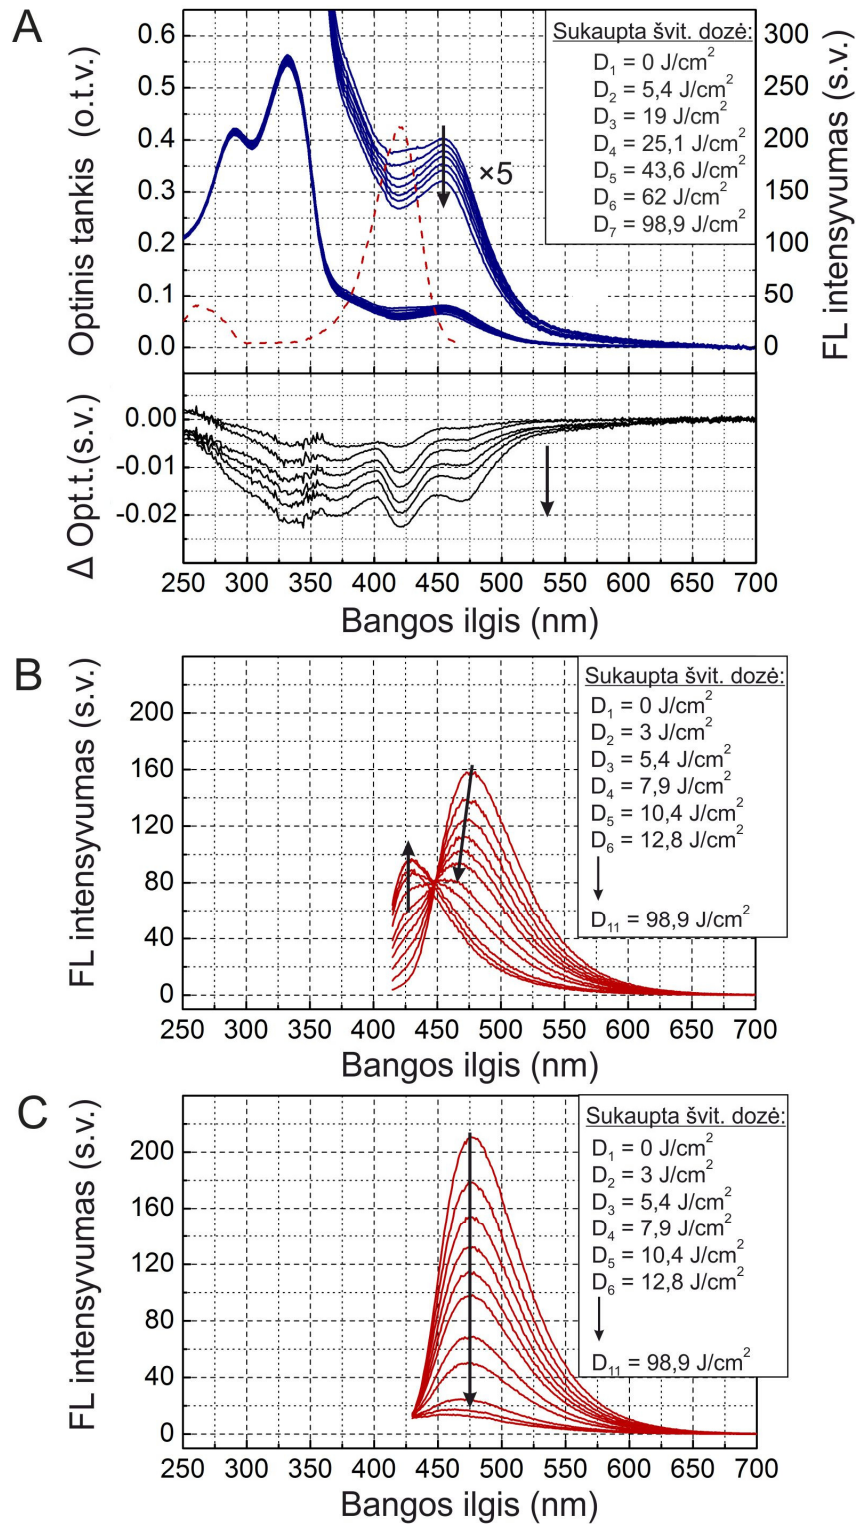 A
Optinis tankis (o.t.v.)
0.6
0.5
0.4
0.3
0.2
0.1
0.0
×5
Sukaupta švit. dozė:
D₁ = 0 J/cm²
D₂ = 5,4 J/cm²
D₃ = 19 J/cm²
D₄ = 25,1 J/cm²
D₅ = 43,6 J/cm²
D₆ = 62 J/cm²
D₇ = 98,9 J/cm²
300
250
200
150
100
50
0
FL intensyvumas (s.v.)
Δ Opt.t.(s.v.)
0.00
-0.01
-0.02
250 300 350 400 450 500 550 600 650 700
Bangos ilgis (nm)
B
FL intensyvumas (s.v.)
200
160
120
80
40
0
Sukaupta švit. dozė:
D₁ = 0 J/cm²
D₂ = 3 J/cm²
D₃ = 5,4 J/cm²
D₄ = 7,9 J/cm²
D₅ = 10,4 J/cm²
D₆ = 12,8 J/cm²
D₁₁ = 98,9 J/cm²
250 300 350 400 450 500 550 600 650 700
Bangos ilgis (nm)
C
FL intensyvumas (s.v.)
200
160
120
80
40
0
Sukaupta švit. dozė:
D₁ = 0 J/cm²
D₂ = 3 J/cm²
D₃ = 5,4 J/cm²
D₄ = 7,9 J/cm²
D₅ = 10,4 J/cm²
D₆ = 12,8 J/cm²
D₁₁ = 98,9 J/cm²
250 300 350 400 450 500 550 600 650 700
Bangos ilgis (nm)